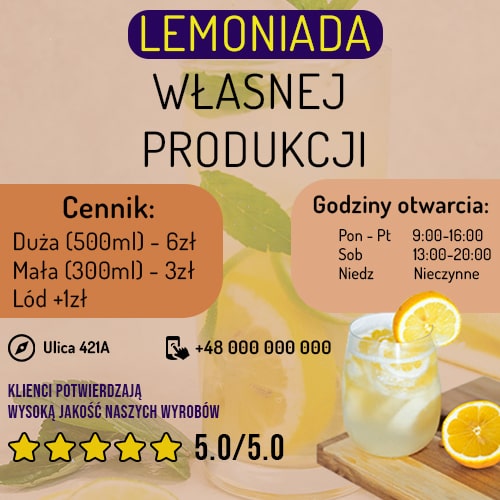 LEMONIADA
WŁASNEJ
PRODUKCJI
Cennik:
Duża (500ml) - 6zł
Mała (300ml) - 3zł
Lód +1zł
Godziny otwarcia:
Pon - Pt 9:00-16:00
Sob 13:00-20:00
Niedz Nieczynne
Ulica 421A
+48 000 000 000
KLIENCI POTWIERDZAJĄ
WYSOKĄ JAKOŚĆ NASZYCH WYROBÓW
5.0/5.0